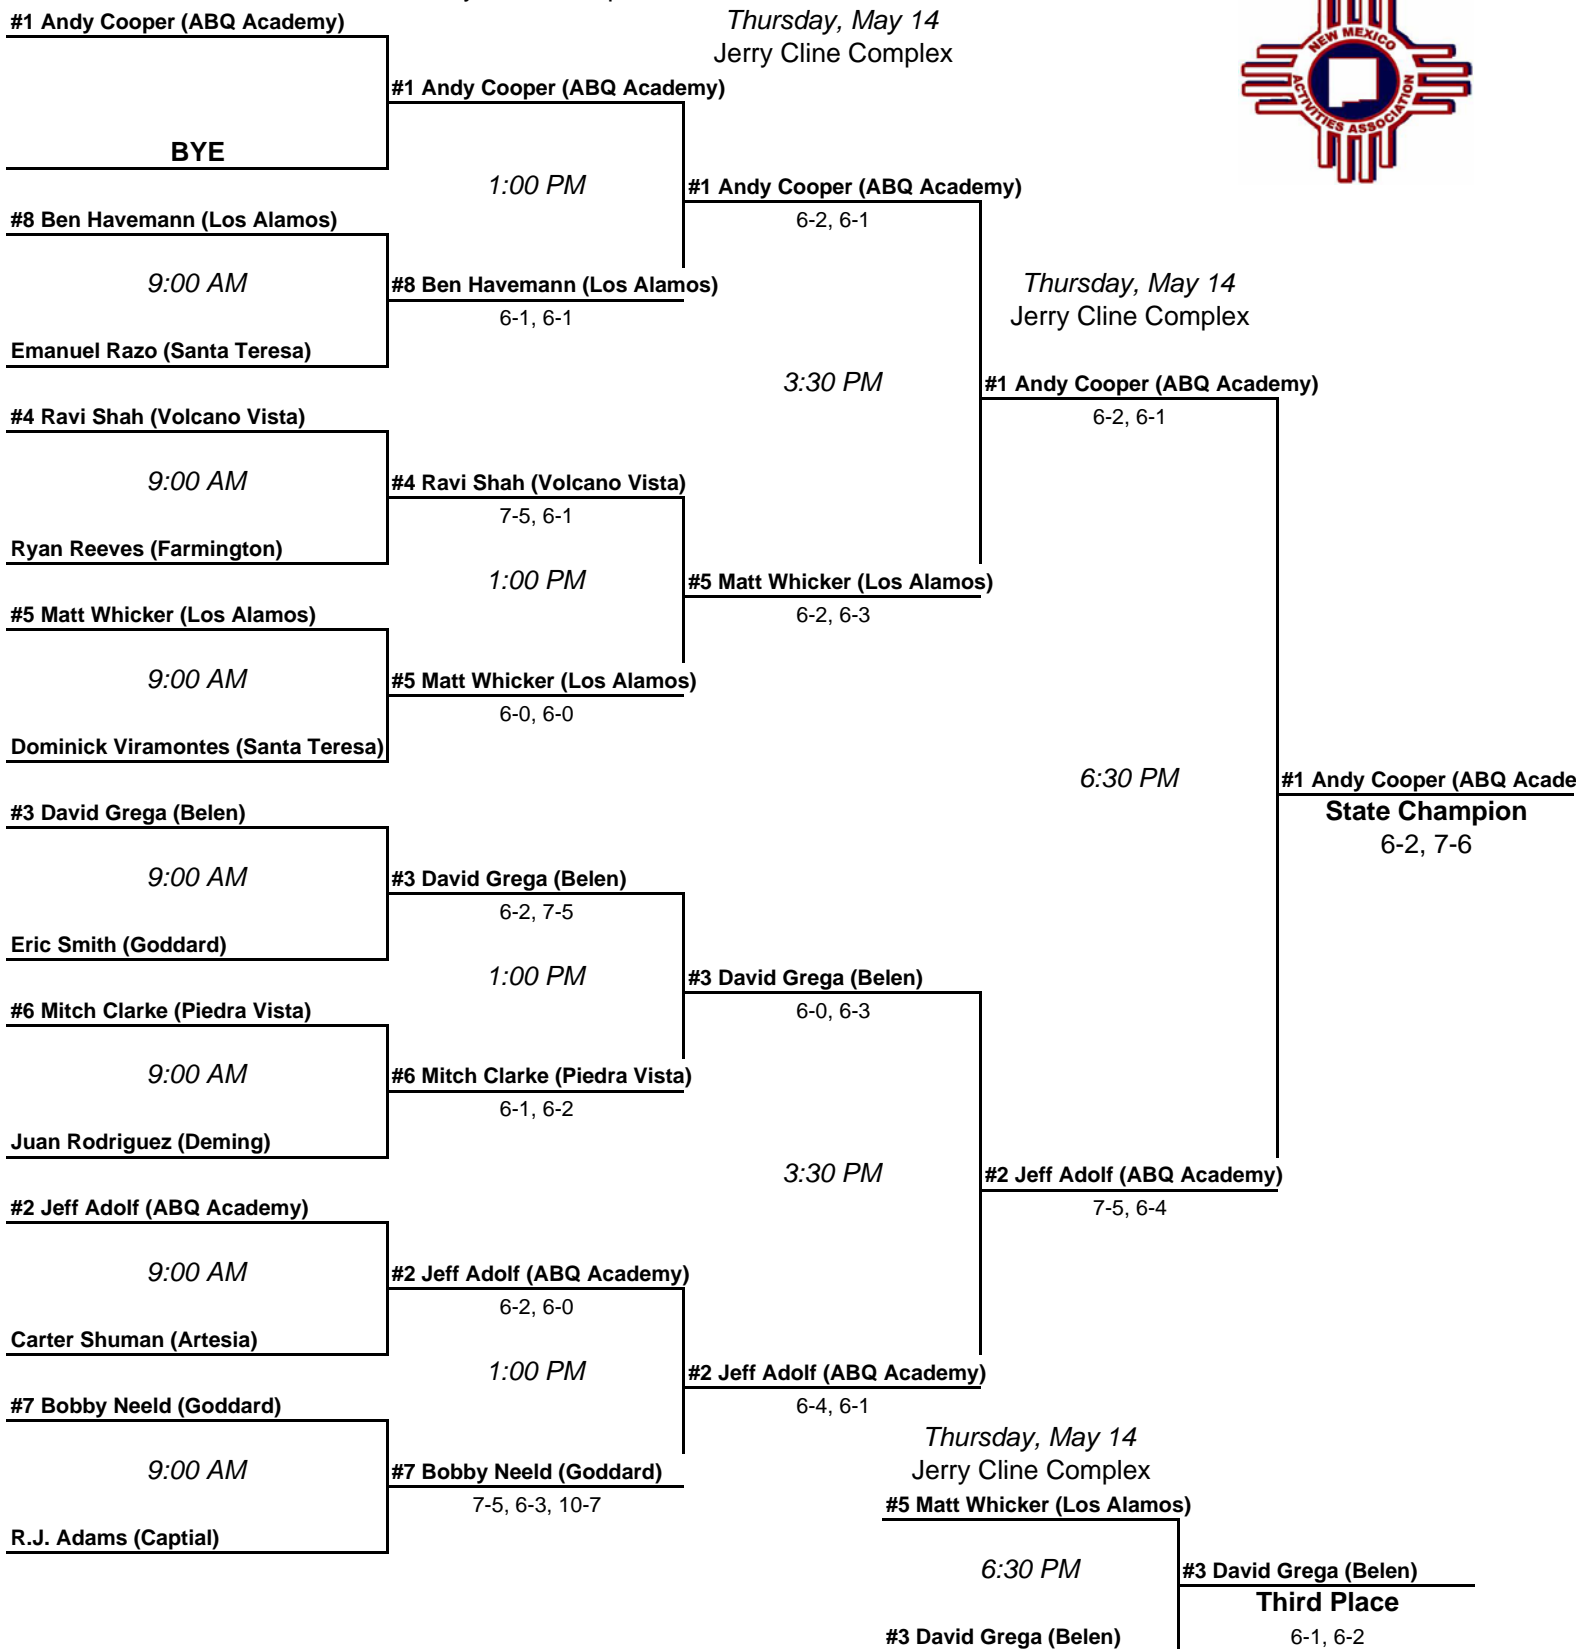 #1 Andy Cooper (ABQ Academy)
Thursday, May 14
Jerry Cline Complex
NEW MEXICO
ACTIVITIES ASSOCIATION
#1 Andy Cooper (ABQ Academy)
BYE
1:00 PM
#1 Andy Cooper (ABQ Academy)
6-2, 6-1
#8 Ben Havemann (Los Alamos)
9:00 AM
#8 Ben Havemann (Los Alamos)
6-1, 6-1
Thursday, May 14
Jerry Cline Complex
Emanuel Razo (Santa Teresa)
3:30 PM
#1 Andy Cooper (ABQ Academy)
6-2, 6-1
#4 Ravi Shah (Volcano Vista)
9:00 AM
#4 Ravi Shah (Volcano Vista)
7-5, 6-1
Ryan Reeves (Farmington)
1:00 PM
#5 Matt Whicker (Los Alamos)
6-2, 6-3
#5 Matt Whicker (Los Alamos)
9:00 AM
#5 Matt Whicker (Los Alamos)
6-0, 6-0
Dominick Viramontes (Santa Teresa)
6:30 PM
#1 Andy Cooper (ABQ Acade
State Champion
6-2, 7-6
#3 David Grega (Belen)
9:00 AM
#3 David Grega (Belen)
6-2, 7-5
Eric Smith (Goddard)
1:00 PM
#3 David Grega (Belen)
6-0, 6-3
#6 Mitch Clarke (Piedra Vista)
9:00 AM
#6 Mitch Clarke (Piedra Vista)
6-1, 6-2
Juan Rodriguez (Deming)
3:30 PM
#2 Jeff Adolf (ABQ Academy)
7-5, 6-4
#2 Jeff Adolf (ABQ Academy)
9:00 AM
#2 Jeff Adolf (ABQ Academy)
6-2, 6-0
Carter Shuman (Artesia)
1:00 PM
#2 Jeff Adolf (ABQ Academy)
6-4, 6-1
#7 Bobby Neeld (Goddard)
9:00 AM
#7 Bobby Neeld (Goddard)
7-5, 6-3, 10-7
R.J. Adams (Captial)
Thursday, May 14
Jerry Cline Complex
#5 Matt Whicker (Los Alamos)
6:30 PM
#3 David Grega (Belen)
Third Place
6-1, 6-2
#3 David Grega (Belen)